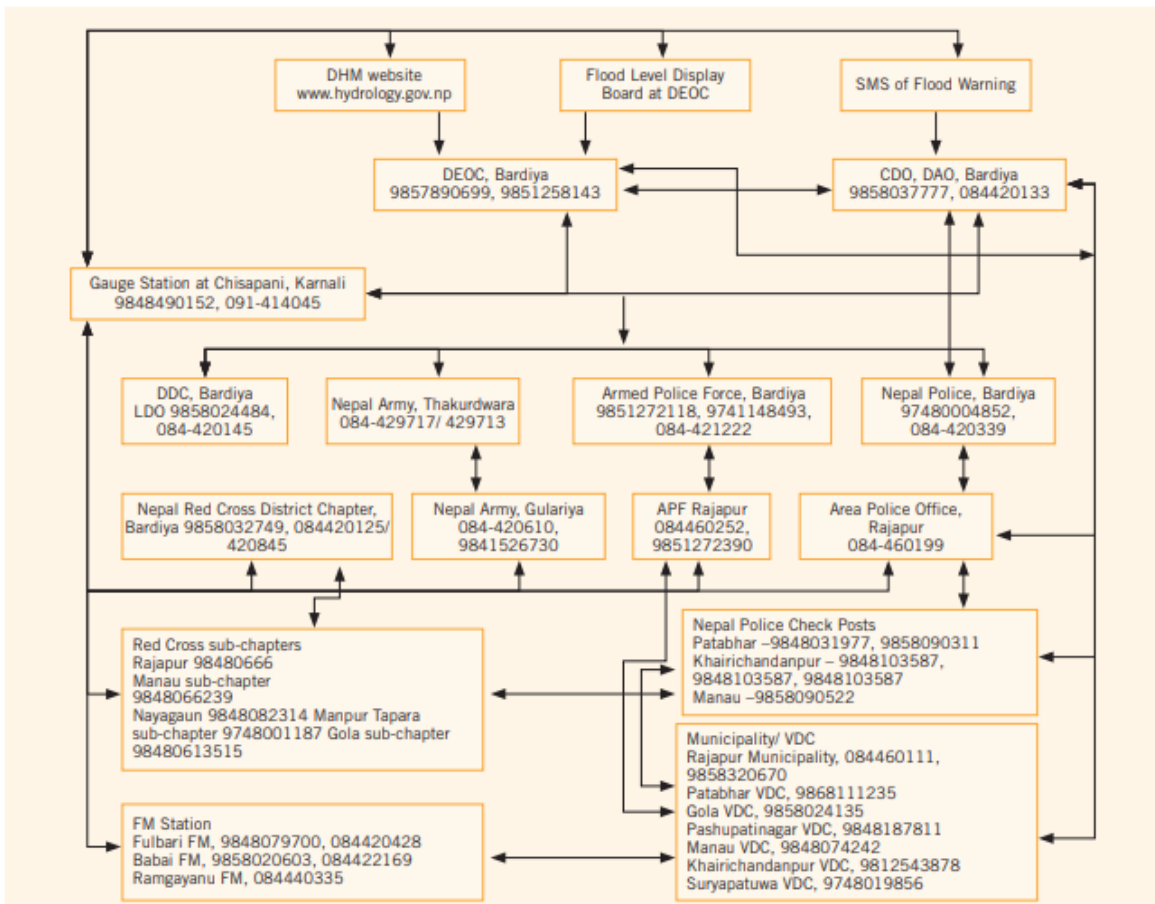 DHM website
www.hydrology.gov.np
Flood Level Display
Board at DEOC
SMS of Flood Warning
DEOC, Bardiya
9857890699, 9851258143
CDO, DAO, Bardiya
9858037777, 084420133
Gauge Station at Chisapani, Karnali
9848490152, 091-414045
DDC, Bardiya
LDO 9858024484,
084-420145
Nepal Army, Thakurdwara
084-429717/ 429713
Armed Police Force, Bardiya
9851272118, 9741148493,
084-421222
Nepal Police, Bardiya
97480004852,
084-420339
Nepal Red Cross District Chapter,
Bardiya 9858032749, 084420125/
420845
Nepal Army, Gulariya
084-420610,
9841526730
APF Rajapur
084460252,
9851272390
Area Police Office,
Rajapur
084-460199
Red Cross sub-chapters
Rajapur 98480666
Manau sub-chapter
9848066239
Nayagaun 9848082314 Manpur Tapara
sub-chapter 9748001187 Gola sub-chapter
98480613515
Nepal Police Check Posts
Patabhar –9848031977, 9858090311
Khairichandanpur – 9848103587,
9848103587, 9848103587
Manau –9858090522
Municipality/ VDC
Rajapur Municipality, 084460111,
9858320670
Patabhar VDC, 9868111235
Gola VDC, 9858024135
Pashupatinagar VDC, 9848187811
Manau VDC, 9848074242
Khairichandanpur VDC, 9812543878
Suryapatuwa VDC, 9748019856
FM Station
Fulbari FM, 9848079700, 084420428
Babai FM, 9858020603, 084422169
Ramgayanu FM, 084440335